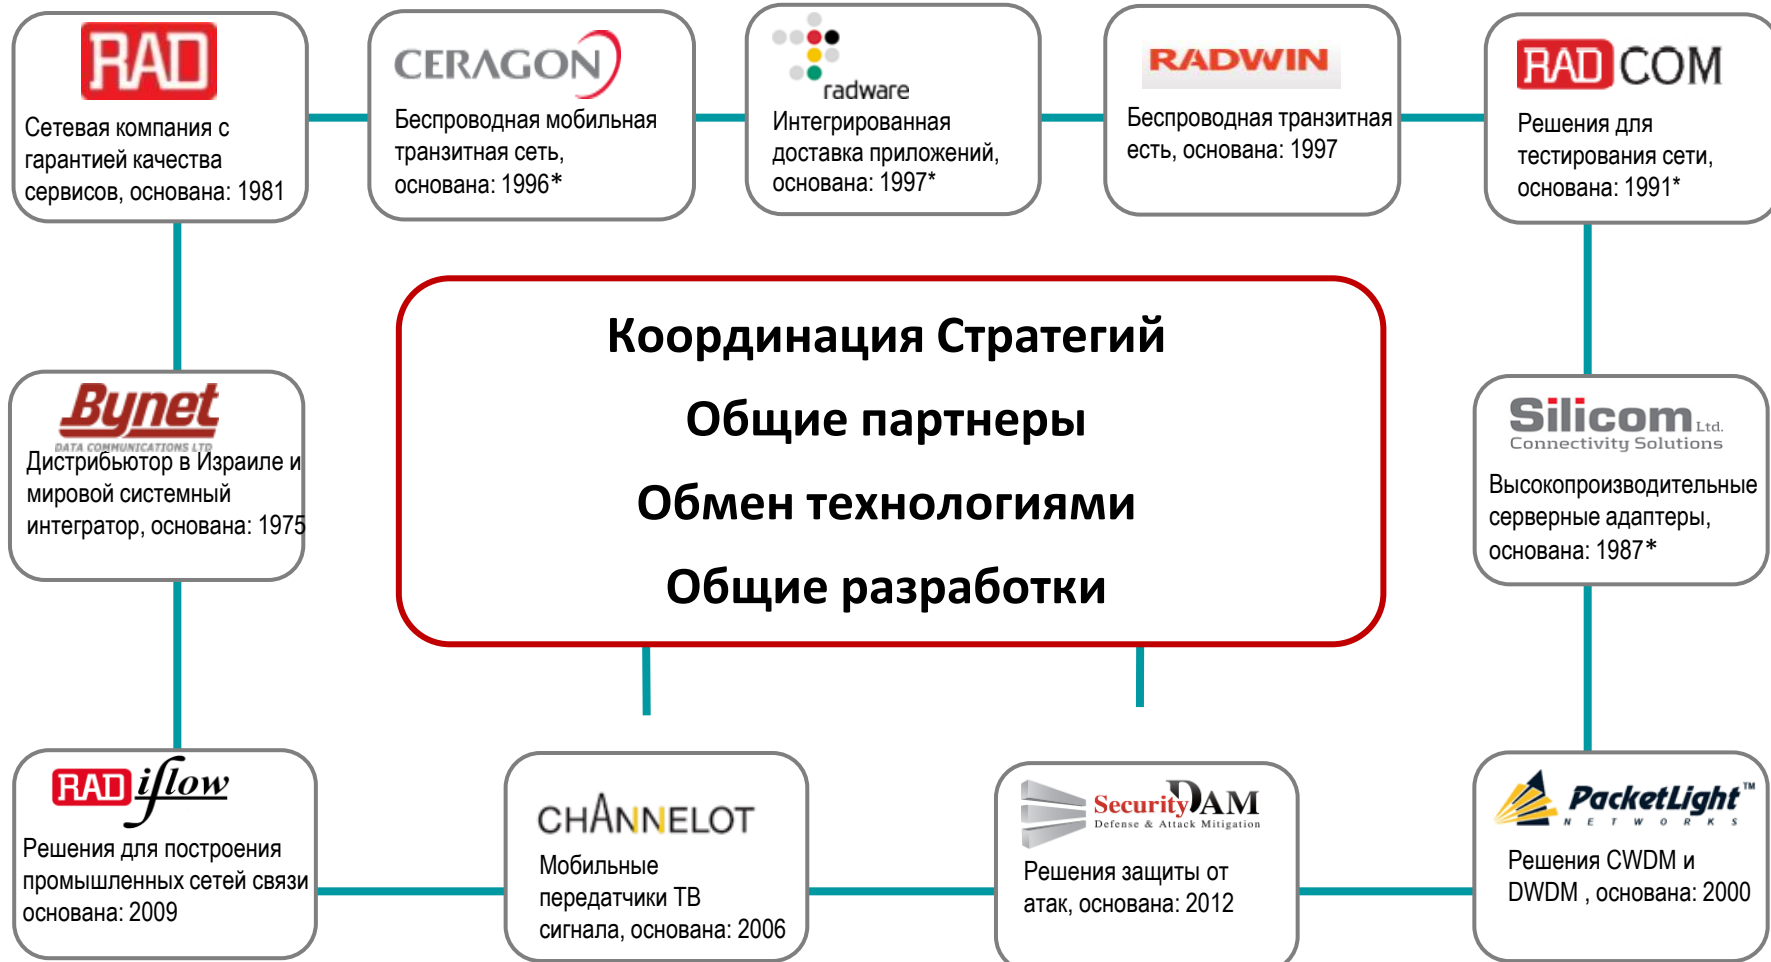 RAD
Сетевая компания с
гарантией качества
сервисов, основана: 1981
CERAGON
Беспроводная мобильная
транзитная сеть,
основана: 1996*
radware
Интегрированная
доставка приложений,
основана: 1997*
RADWIN
Беспроводная транзитная
есть, основана: 1997
RAD COM
Решения для
тестирования сети,
основана: 1991*
Координация Стратегий
Общие партнеры
Обмен технологиями
Общие разработки
Bynet
DATA COMMUNICATIONS LTD
Дистрибьютор в Израиле и
мировой системный
интегратор, основана: 1975
Silicom Ltd.
Connectivity Solutions
Высокопроизводительные
серверные адаптеры,
основана: 1987*
RAD iflow
Решения для построения
промышленных сетей связи
основана: 2009
CHANNELOT
Мобильные
передатчики ТВ
сигнала, основана: 2006
SecurityDAM
Defense & Attack Mitigation
Решения защиты от
атак, основана: 2012
PacketLight™
NETWORKS
Решения CWDM и
DWDM , основана: 2000